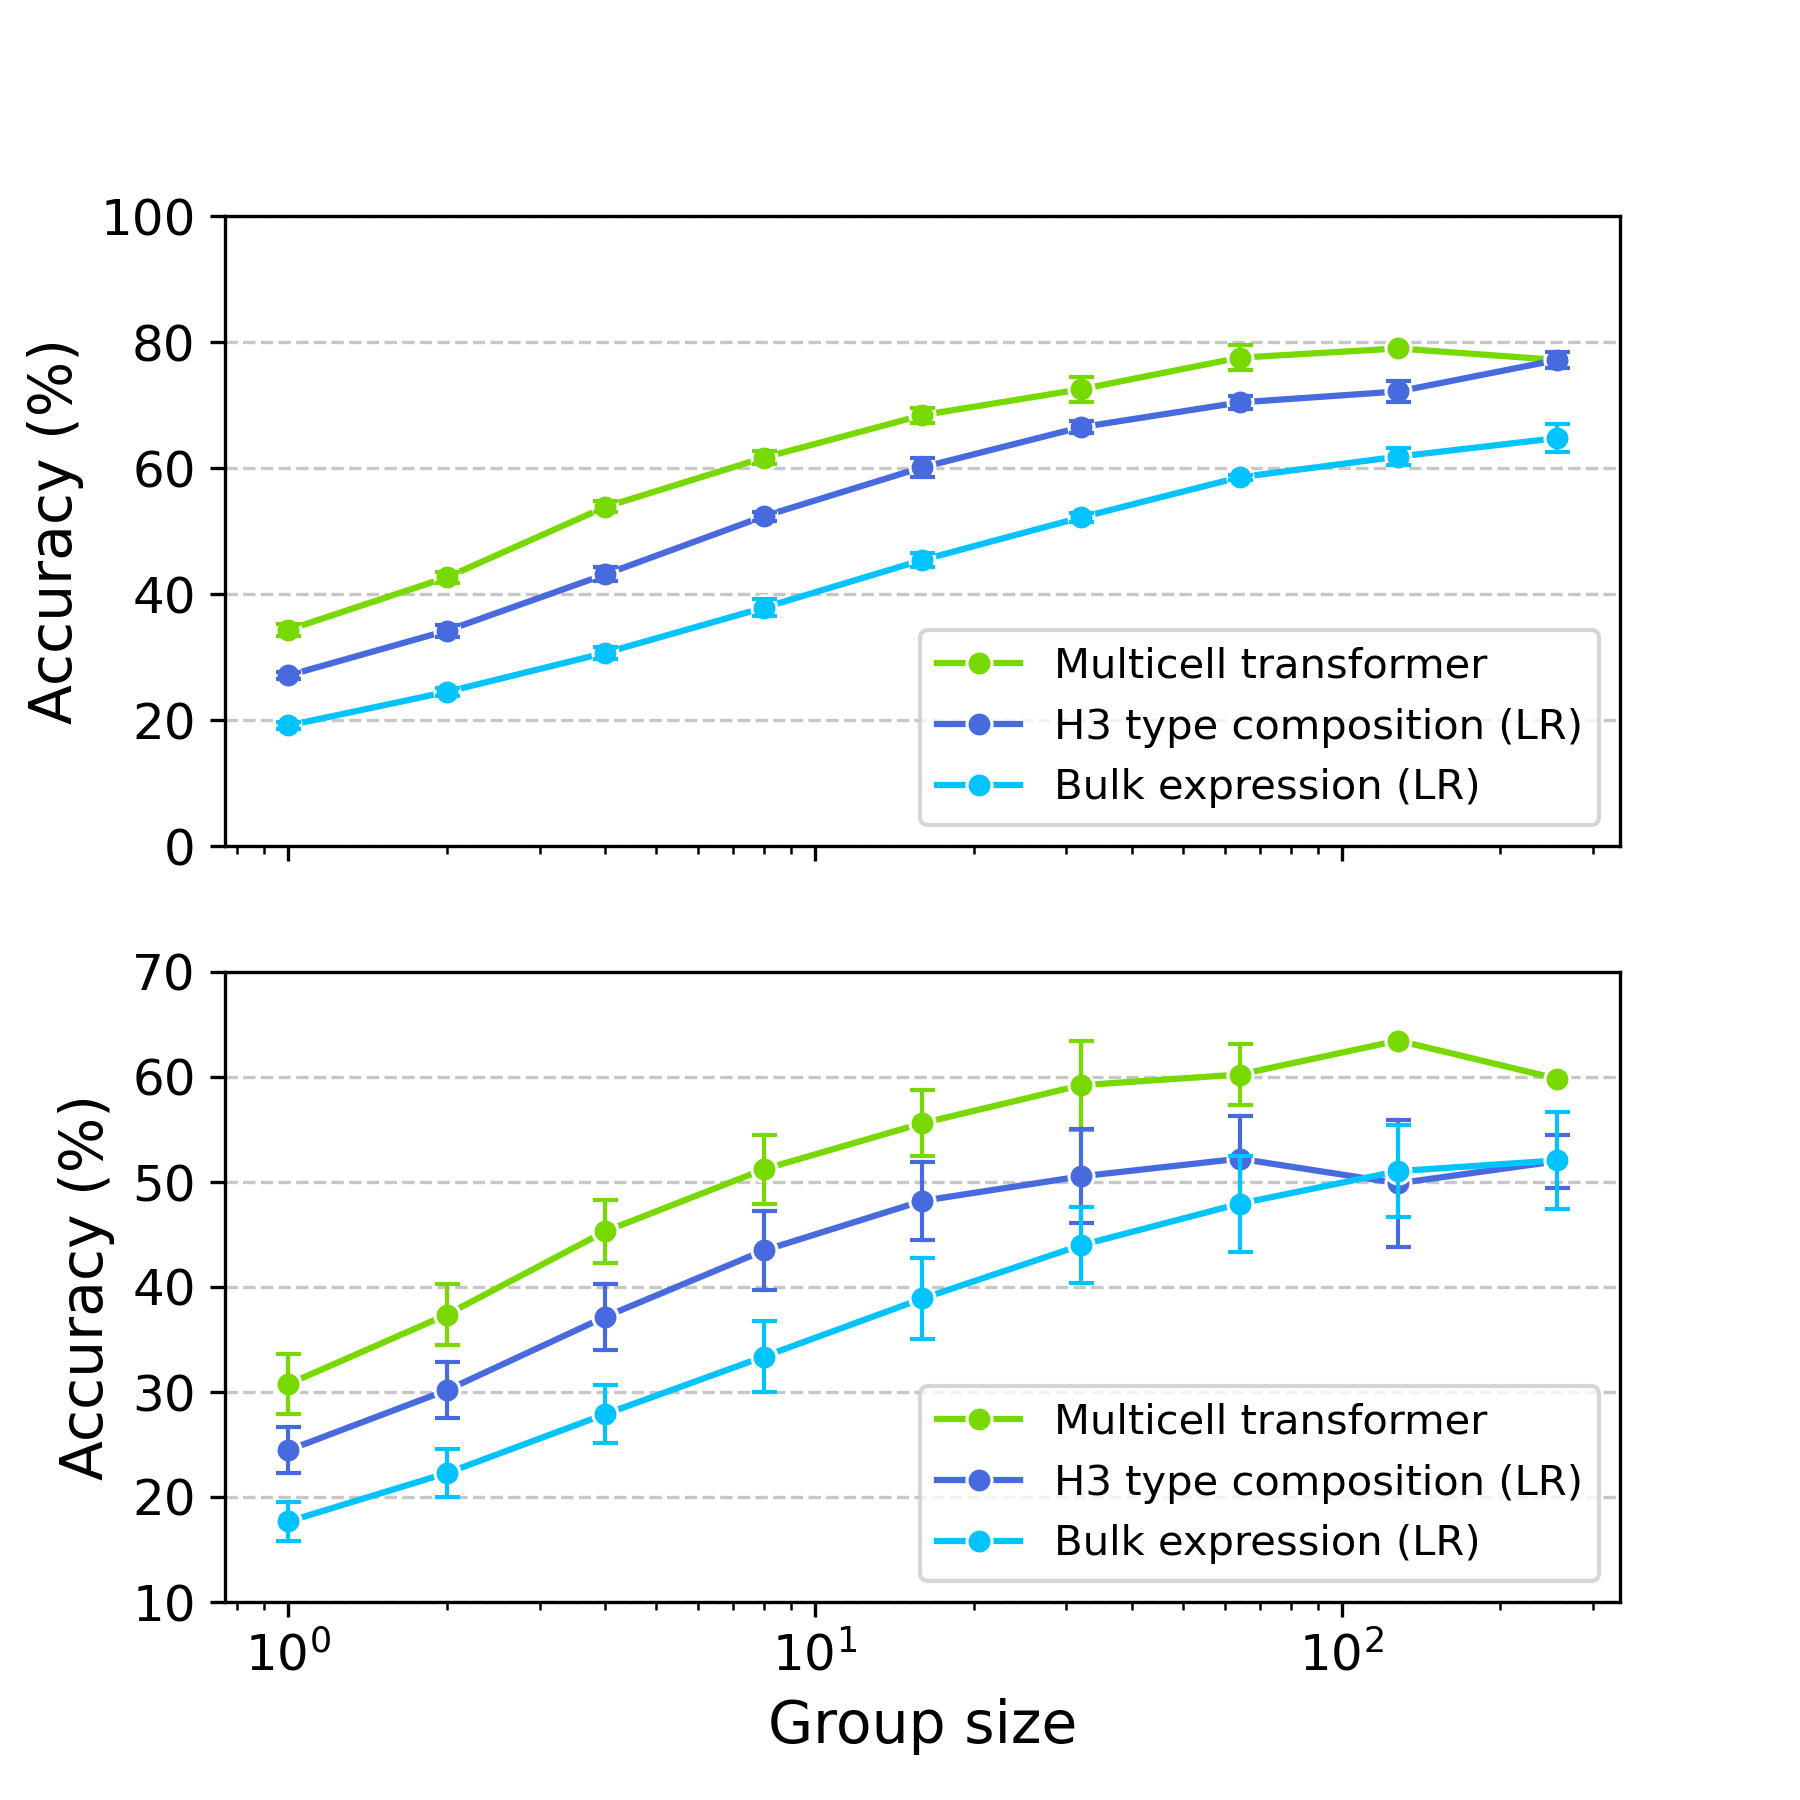 100
80
60
40
20
0
Accuracy (%)
Multicell transformer
H3 type composition (LR)
Bulk expression (LR)
70
60
50
40
30
20
10
Accuracy (%)
Multicell transformer
H3 type composition (LR)
Bulk expression (LR)
10⁰ 10¹ 10²
Group size